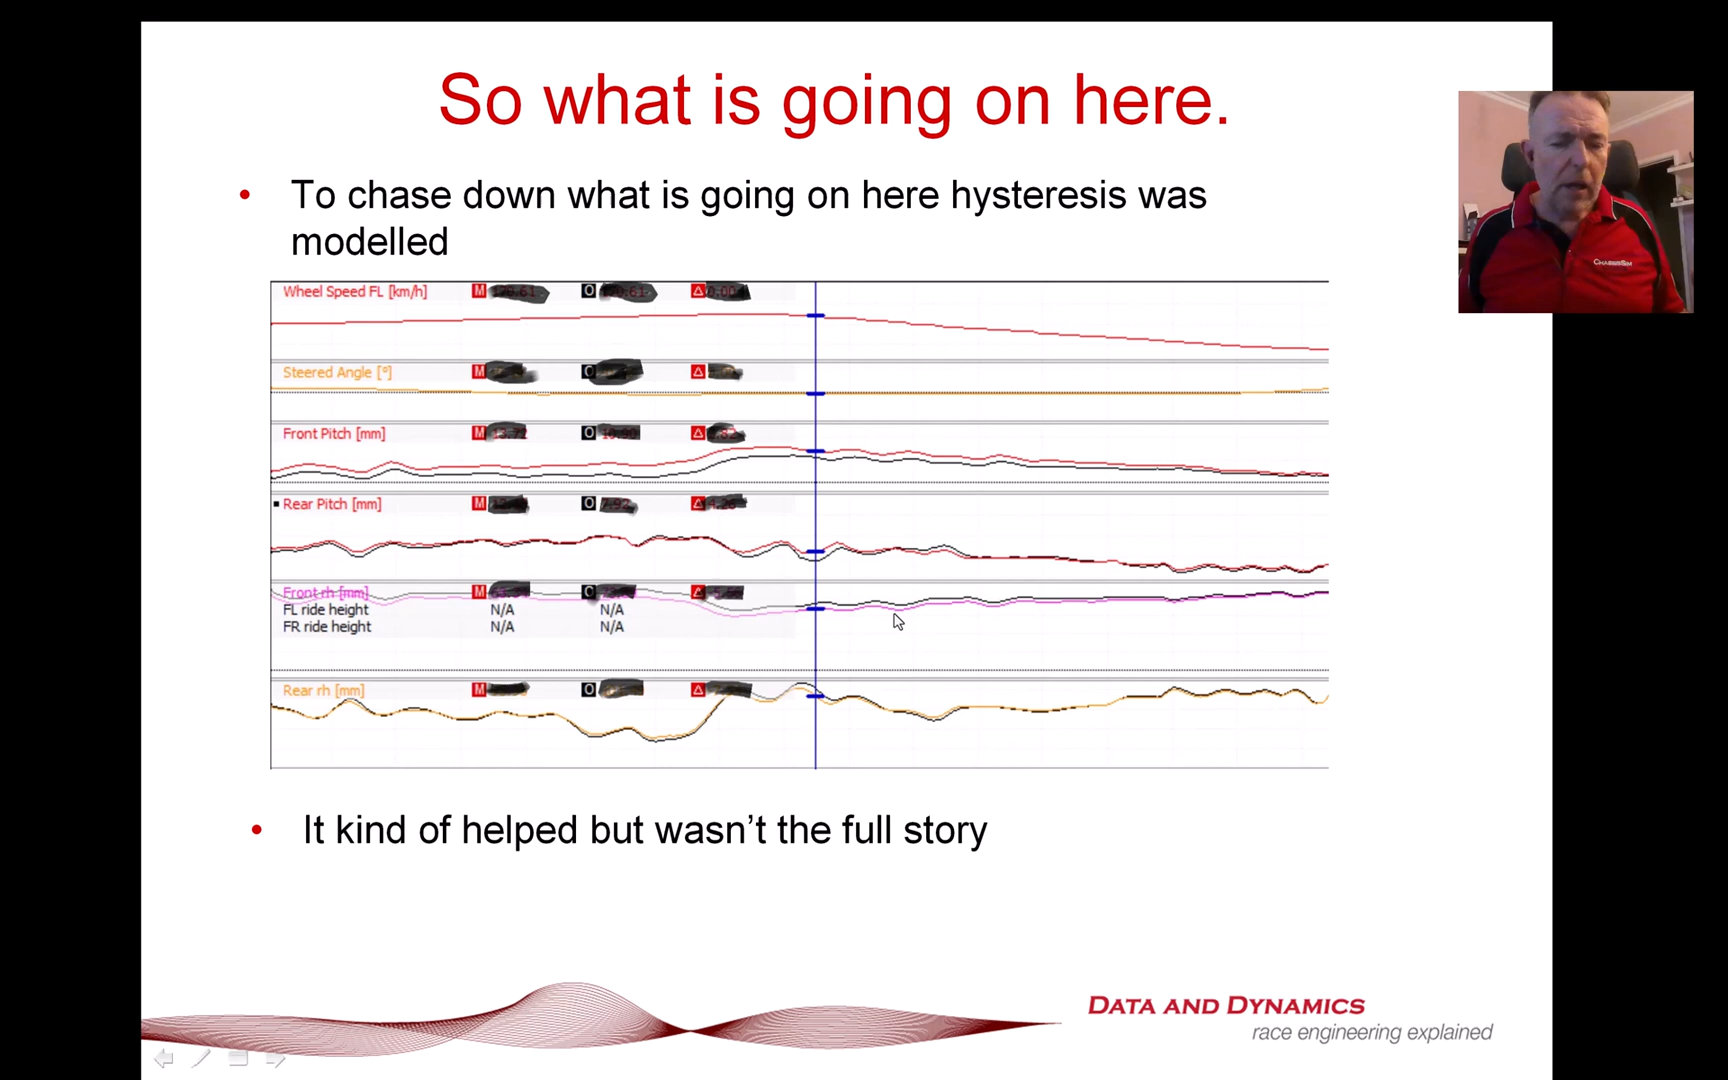 So what is going on here.
• To chase down what is going on here hysteresis was
modelled
Wheel Speed FL [km/h] M O Δ
Steered Angle [°] M O Δ
Front Pitch [mm] M O Δ
Rear Pitch [mm] M O Δ
Front rh [mm] M O Δ
FL ride height N/A N/A
FR ride height N/A N/A
Rear rh [mm] M O Δ
• It kind of helped but wasn’t the full story
CHASSISSIM
DATA AND DYNAMICS
race engineering explained